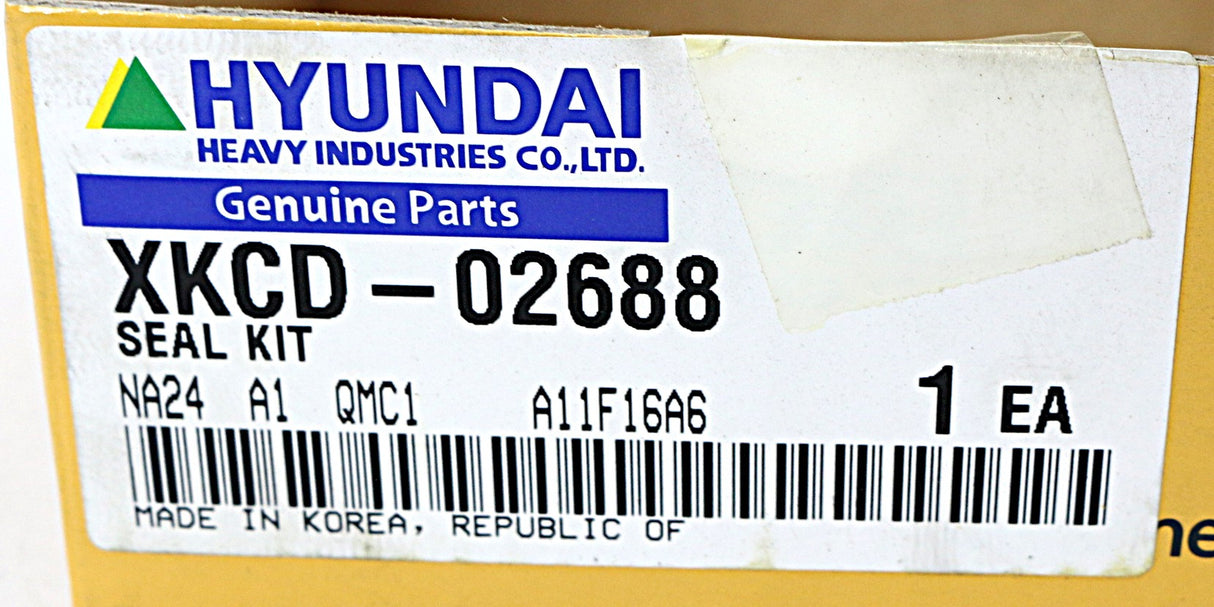 HYUNDAI
HEAVY INDUSTRIES CO.,LTD.
Genuine Parts
XKCD-02688
SEAL KIT
NA24 A1 QMC1 A11F16A6
1 EA
MADE IN KOREA, REPUBLIC OF